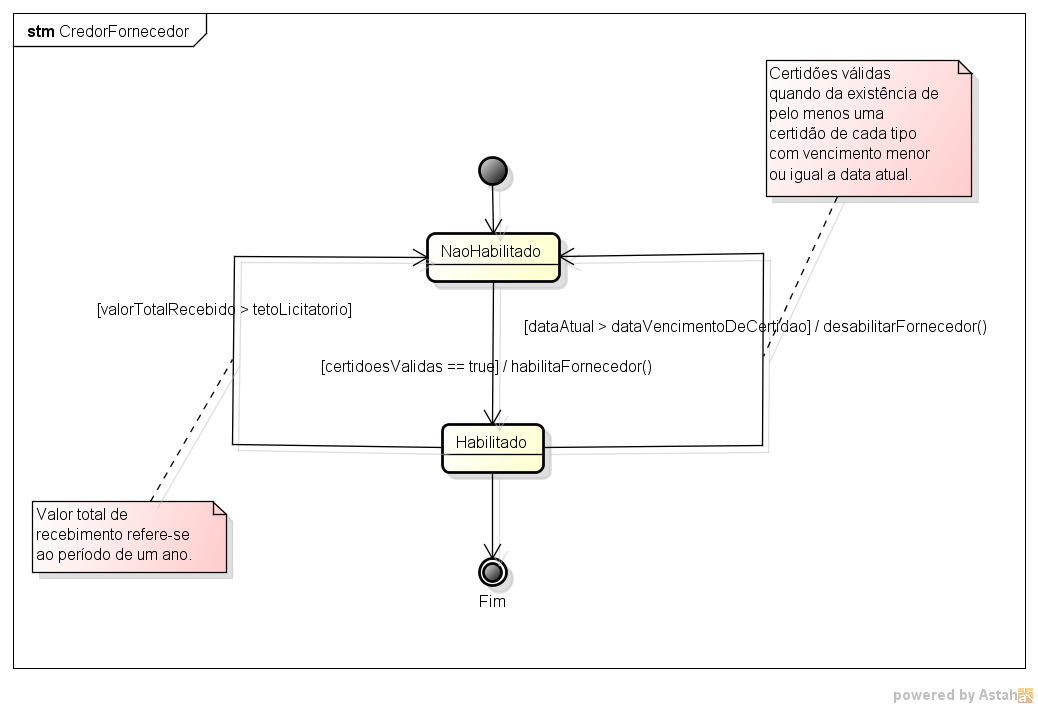 stm CredorFornecedor
Certidões válidas
quando da existência de
pelo menos uma
certidão de cada tipo
com vencimento menor
ou igual a data atual.
NaoHabilitado
[valorTotalRecebido > tetoLicitatorio]
[dataAtual > dataVencimentoDeCertidao] / desabilitarFornecedor()
[certidoesValidas == true] / habilitaFornecedor()
Habilitado
Valor total de
recebimento refere-se
ao período de um ano.
Fim
powered by Astah